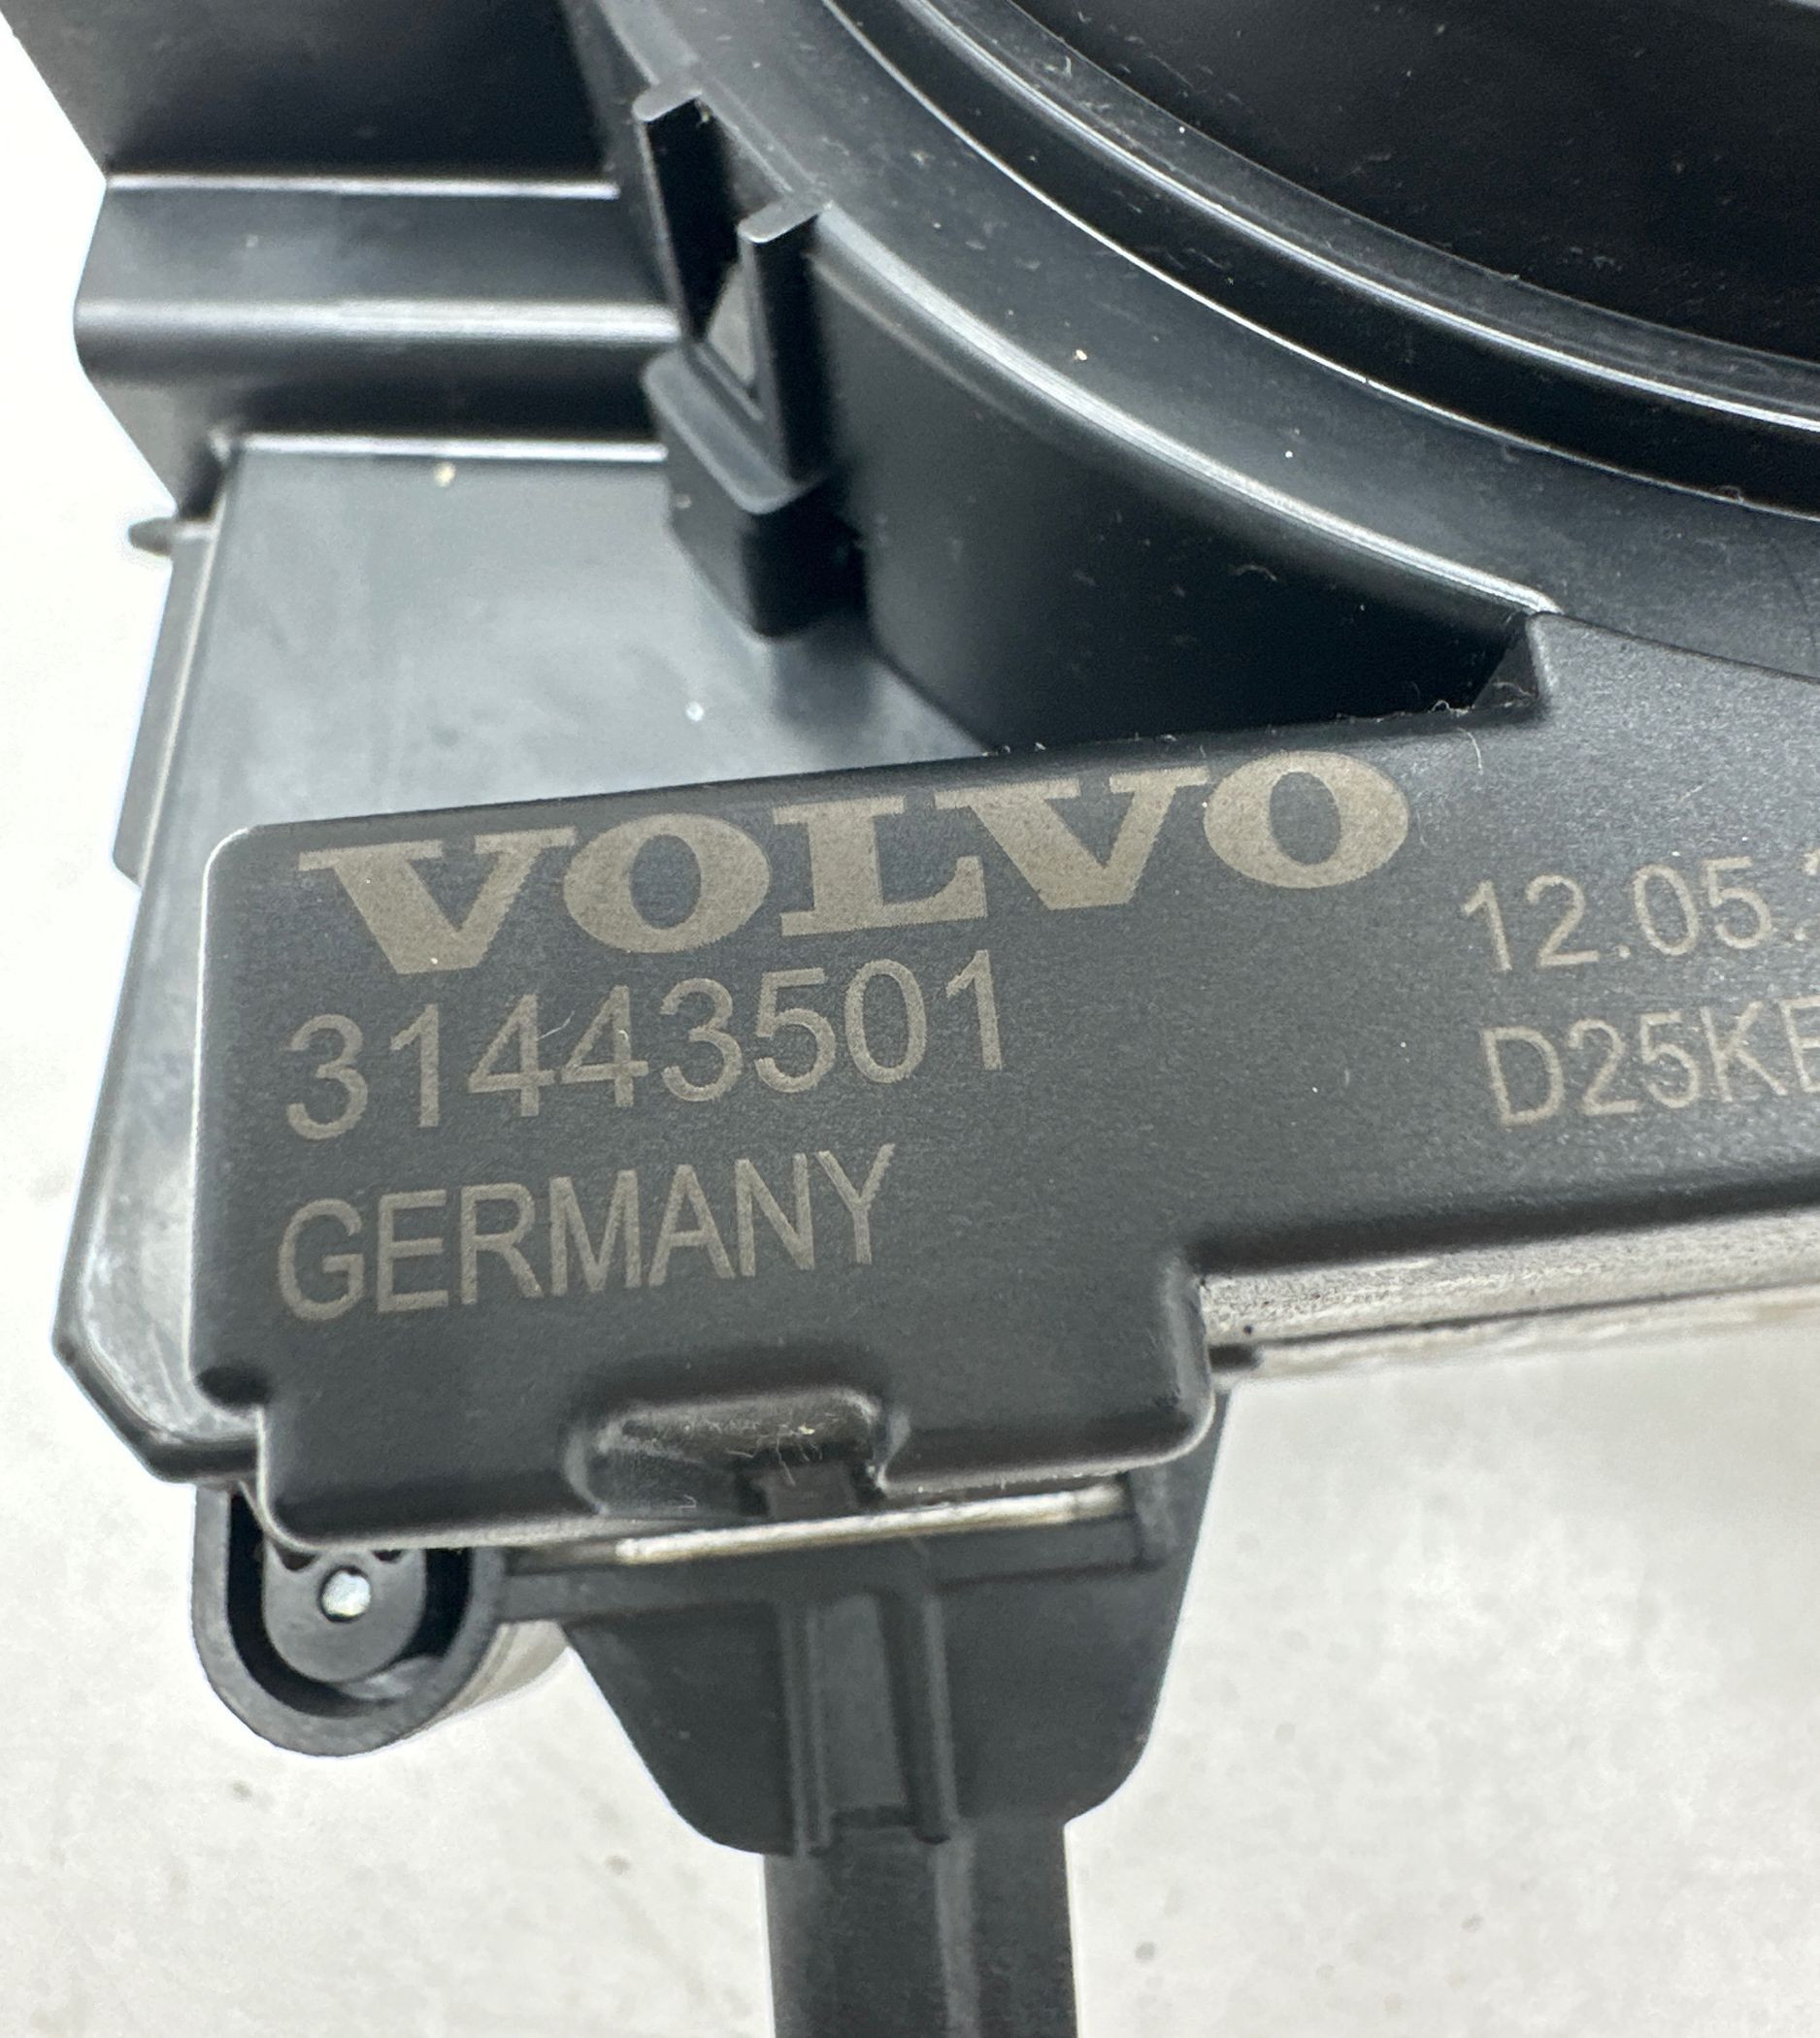 VOLVO
31443501
GERMANY
12.05.
D25KE